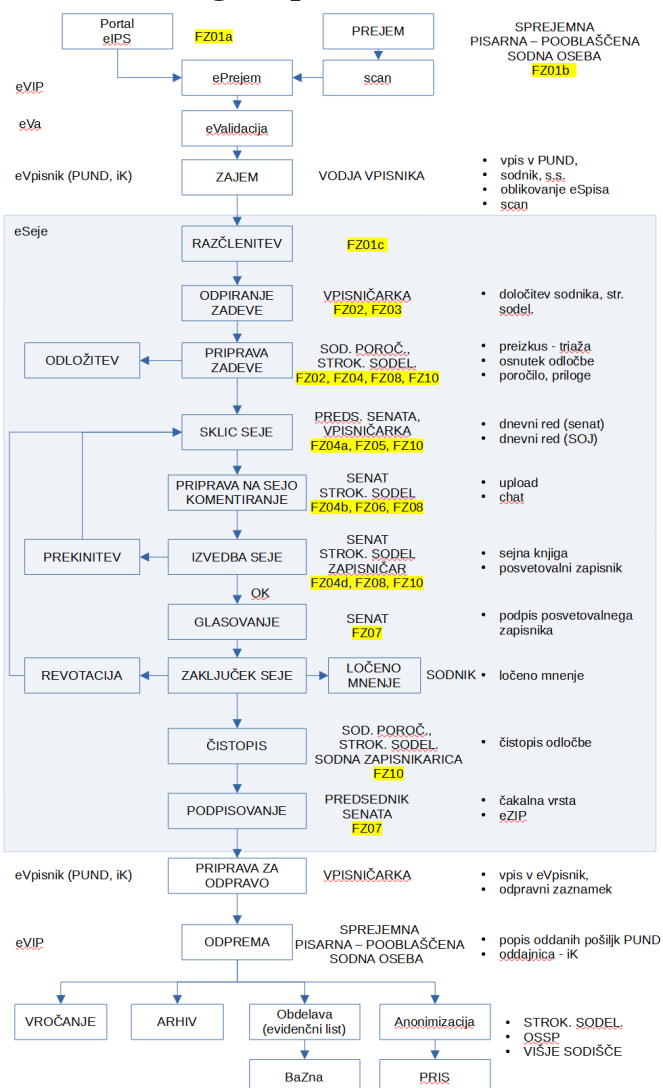 Portal
eIPS
FZ01a
PREJEM
SPREJEMNA
PISARNA – POOBLAŠČENA
SODNA OSEBA
FZ01b
eVIP
ePrejem
scan
eVa
eValidacija
eVpisnik (PUND, iK)
ZAJEM
VODJA VPISNIKA
• vpis v PUND,
• sodnik, s.s.
• oblikovanje eSpisa
• scan
eSeje
RAZČLENITEV
FZ01c
ODPIRANJE
ZADEVE
VPISNIČARKA
FZ02, FZ03
• določitev sodnika, str.
sodel.
ODLOŽITEV
PRIPRAVA
ZADEVE
SOD. POROČ.,
STROK. SODEL.
FZ02, FZ04, FZ08, FZ10
• preizkus - triaža
• osnutek odločbe
• poročilo, priloge
SKLIC SEJE
PREDS. SENATA,
VPISNIČARKA
FZ04a, FZ05, FZ10
• dnevni red (senat)
• dnevni red (SOJ)
PRIPRAVA NA SEJO
KOMENTIRANJE
SENAT
STROK. SODEL
FZ04b, FZ06, FZ08
• upload
• chat
PREKINITEV
IZVEDBA SEJE
SENAT
STROK. SODEL
ZAPISNIČAR
FZ04d, FZ08, FZ10
• sejna knjiga
• posvetovalni zapisnik
OK
GLASOVANJE
SENAT
FZ07
• podpis posvetovalnega
zapisnika
REVOTACIJA
ZAKLJUČEK SEJE
LOČENO
MNENJE
SODNIK
• ločeno mnenje
ČISTOPIS
SOD. POROČ.,
STROK. SODEL.
SODNA ZAPISNIKARICA
FZ10
• čistopis odločbe
PODPISOVANJE
PREDSEDNIK
SENATA
FZ07
• čakalna vrsta
• eZIP
eVpisnik (PUND, iK)
PRIPRAVA ZA
ODPRAVO
VPISNIČARKA
• vpis v eVpisnik,
• odpravni zaznamek
eVIP
ODPREMA
SPREJEMNA
PISARNA – POOBLAŠČENA
SODNA OSEBA
• popis oddanih pošiljk PUND
• oddajnica - iK
VROČANJE
ARHIV
Obdelava
(evidenčni list)
Anonimizacija
• STROK. SODEL.
• OSSP
• VIŠJE SODIŠČE
BaZna
PRIS